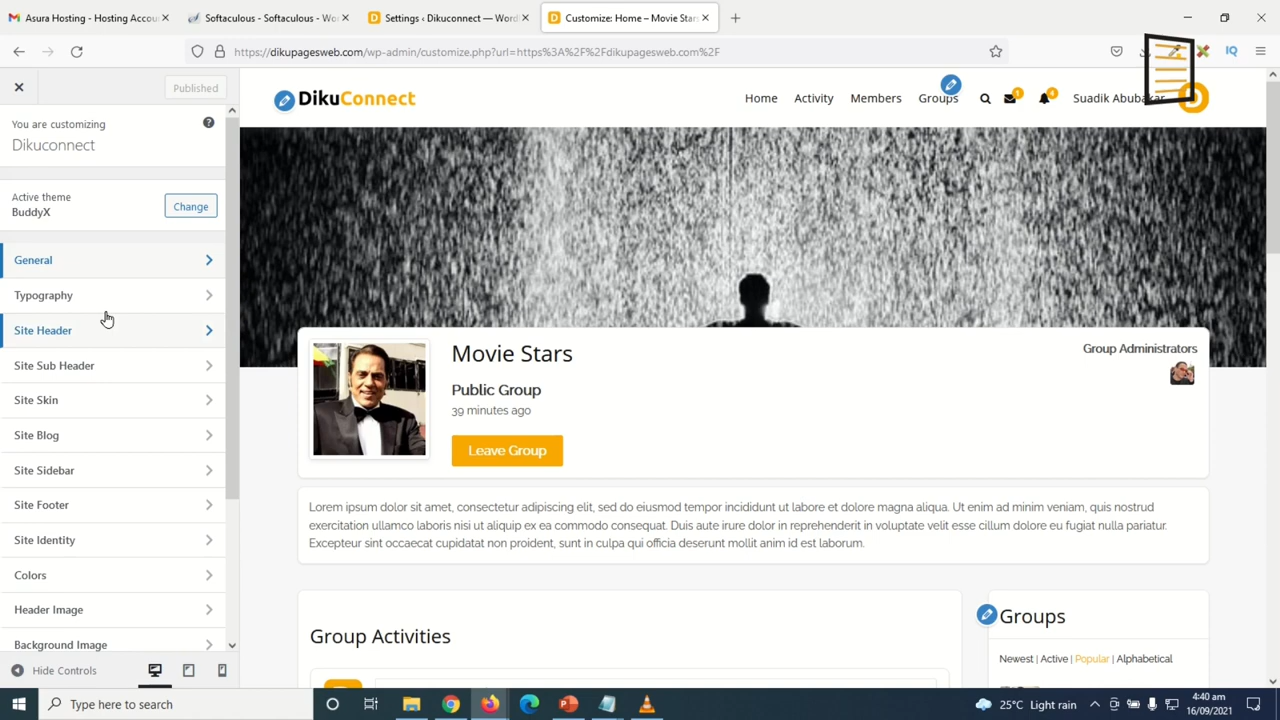 Asura Hosting - Hosting Accou
Softaculous - Softaculous - Wo
Settings ‹ Dikuconnect — Word
Customize: Home – Movie Stars
https://dikupagesweb.com/wp-admin/customize.php?url=https%3A%2F%2Fdikupagesweb.com%2F
IQ
Published
You are customizing
Dikuconnect
Active theme
BuddyX
Change
General
Typography
Site Header
Site Sub Header
Site Skin
Site Blog
Site Sidebar
Site Footer
Site Identity
Colors
Header Image
Background Image
Hide Controls
DikuConnect
Home Activity Members Groups 1 4 Suadik Abubakar
Movie Stars
Public Group
39 minutes ago
Leave Group
Group Administrators
Lorem ipsum dolor sit amet, consectetur adipiscing elit, sed do eiusmod tempor incididunt ut labore et dolore magna aliqua. Ut enim ad minim veniam, quis nostrud
exercitation ullamco laboris nisi ut aliquip ex ea commodo consequat. Duis aute irure dolor in reprehenderit in voluptate velit esse cillum dolore eu fugiat nulla pariatur.
Excepteur sint occaecat cupidatat non proident, sunt in culpa qui officia deserunt mollit anim id est laborum.
Group Activities
Groups
Newest | Active | Popular | Alphabetical
Type here to search
25°C Light rain
4:40 am
16/09/2021